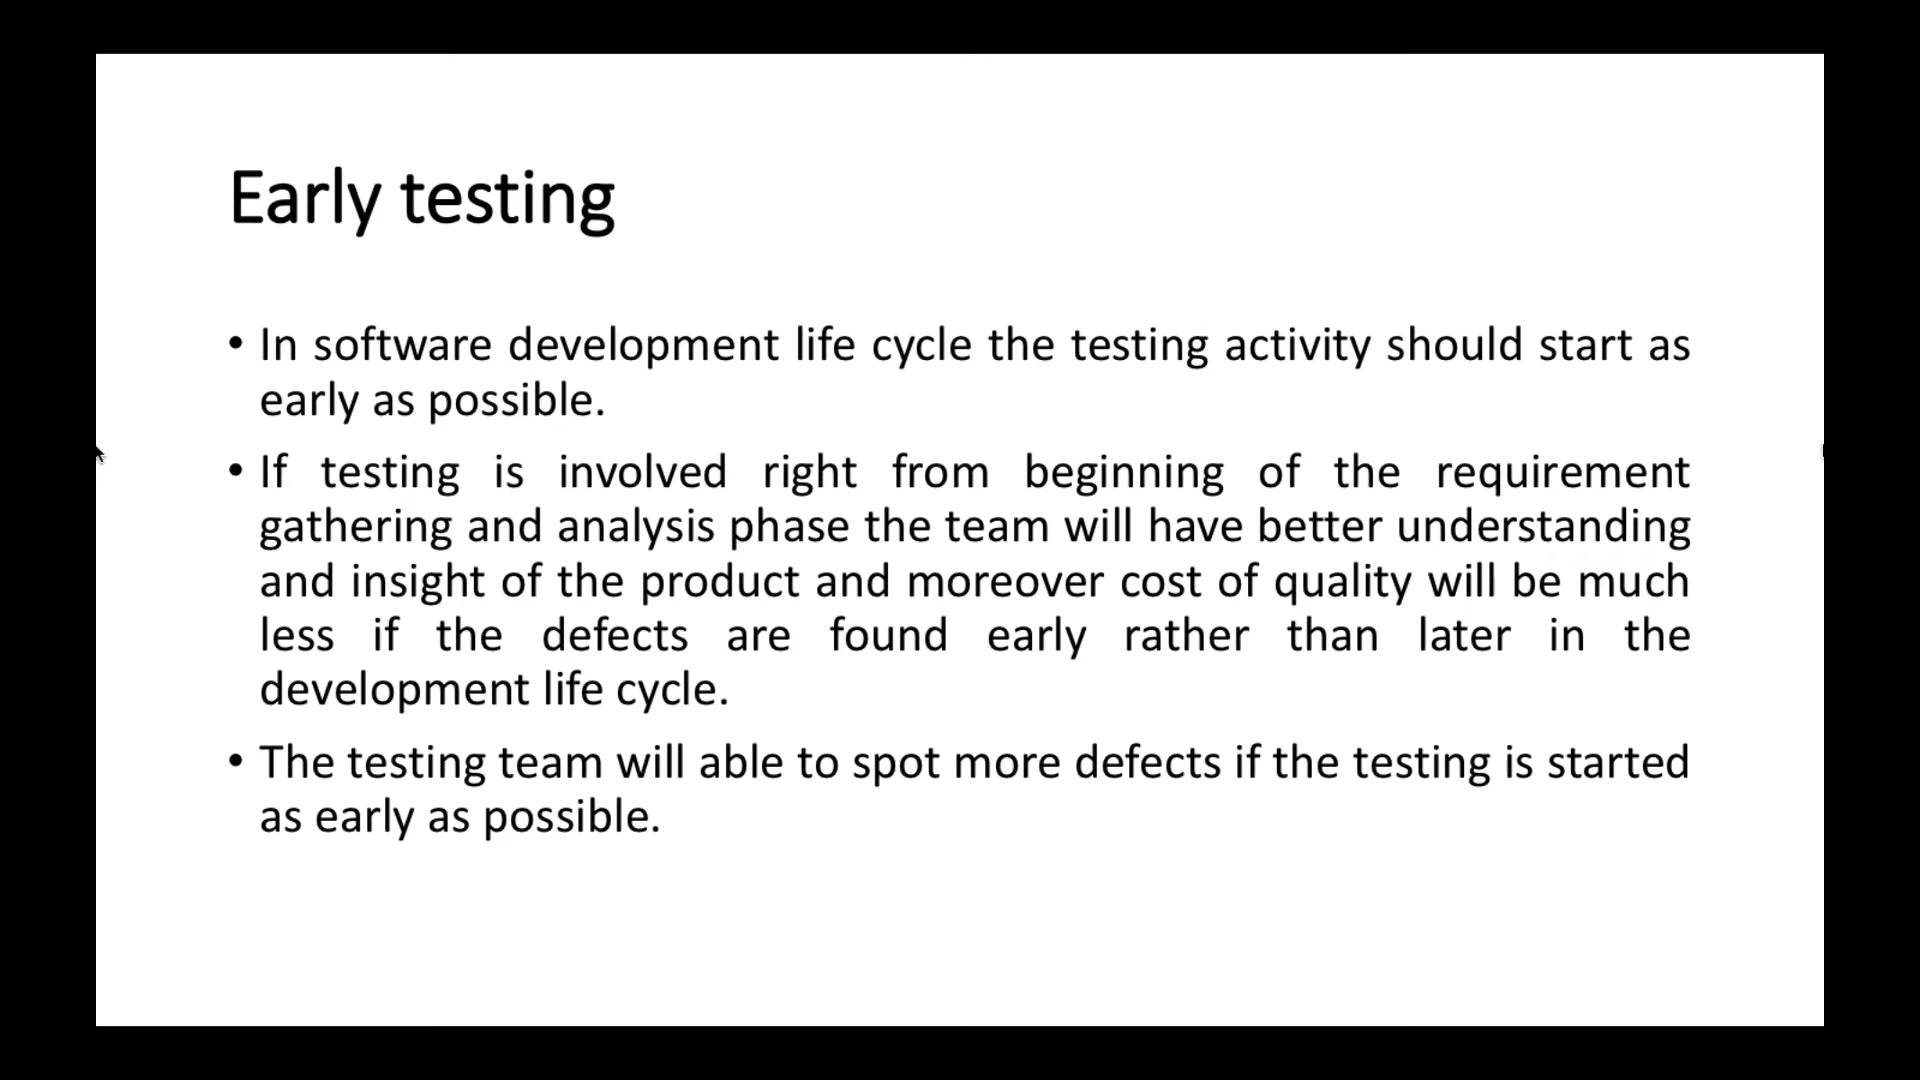 Early testing
• In software development life cycle the testing activity should start as
early as possible.
• If testing is involved right from beginning of the requirement
gathering and analysis phase the team will have better understanding
and insight of the product and moreover cost of quality will be much
less if the defects are found early rather than later in the
development life cycle.
• The testing team will able to spot more defects if the testing is started
as early as possible.